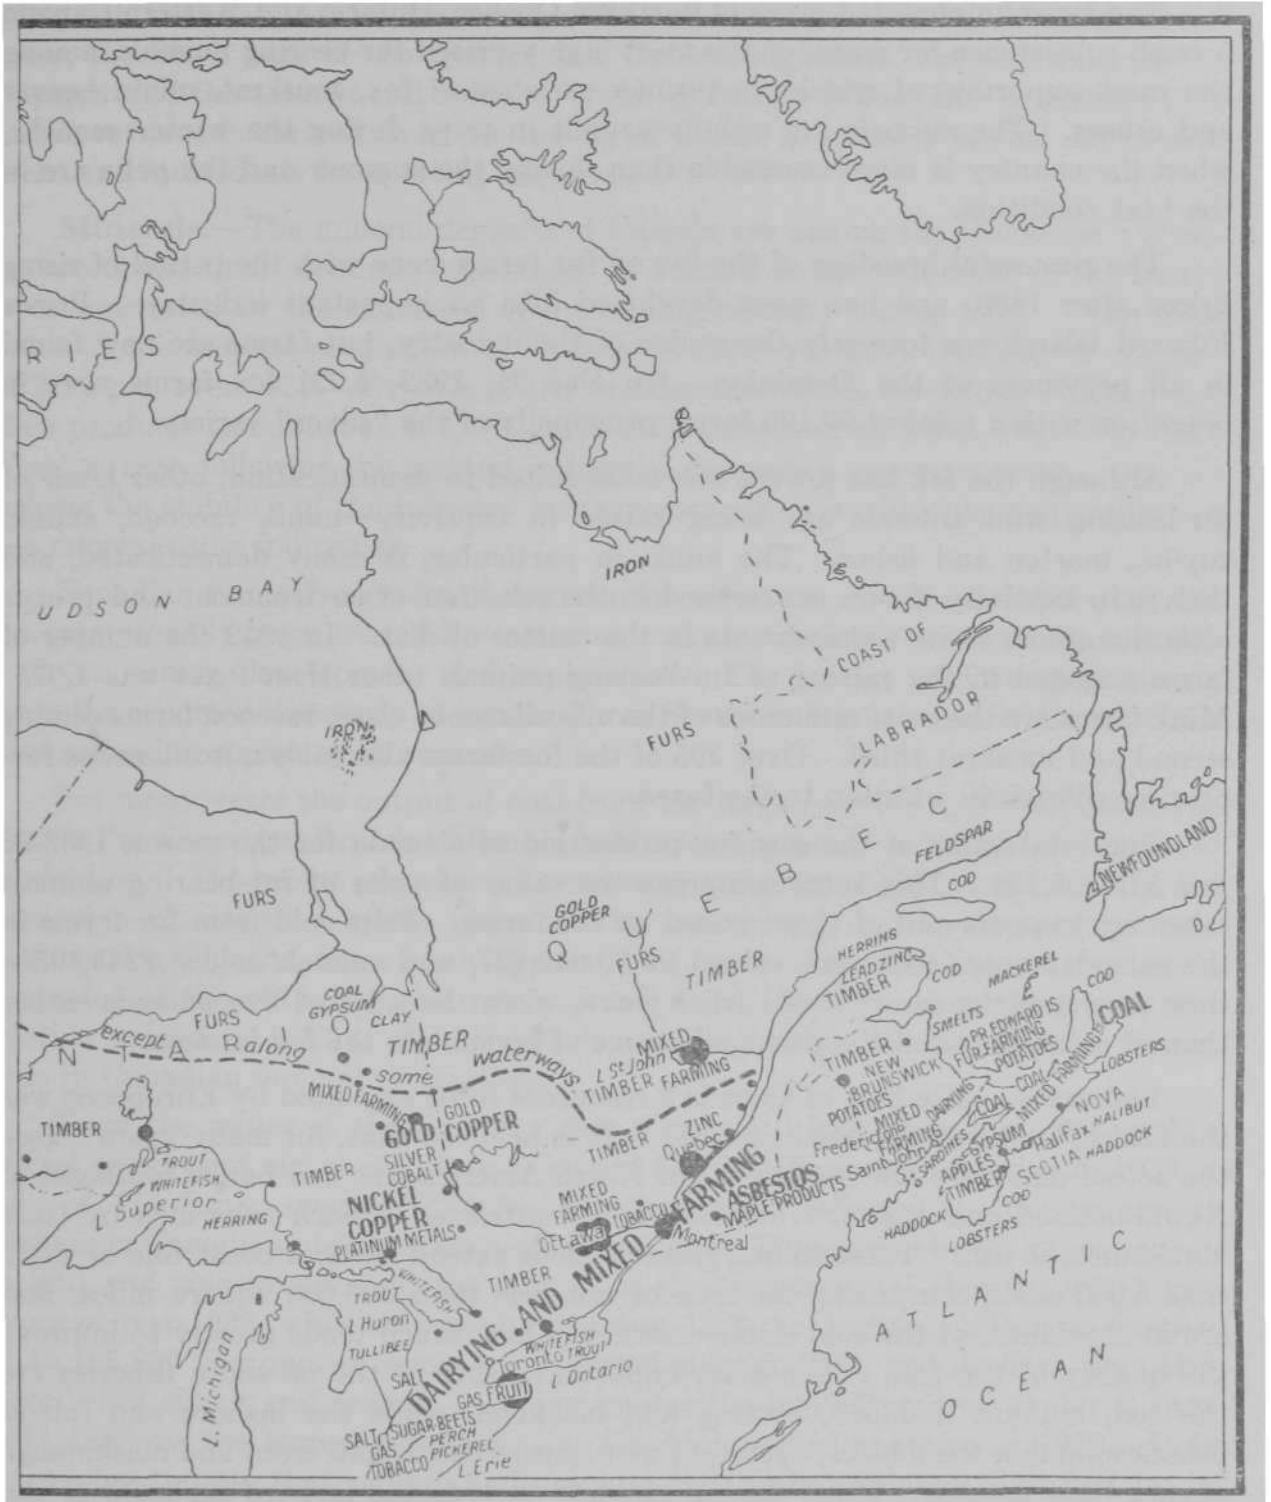 RIES
UDSON BAY
IRON
IRON
COAST OF
LABRADOR
FURS
FURS
QUEBEC
FELDSPAR
COD
NEWFOUNDLAND
GOLD
COPPER
FURS
TIMBER
HERRING
LEAD ZINC
TIMBER
COD
MACKEREL
COD
COAL
GYPSUM
CLAY
FURS
NTARIO
except along some waterways
TIMBER
MIXED FARMING
MIXED
L St John
TIMBER FARMING
SMELTS
PR. EDWARD IS
FUR FARMING
POTATOES
COAL
TIMBER
NEW
BRUNSWICK
POTATOES
MIXED
FARMING
DAIRYING
COAL
COAL
MIXED FARMING
LOBSTERS
Fredericton
Saint John
SARDINES
GYPSUM
APPLES
TIMBER
NOVA
SCOTIA
Halifax
HALIBUT
HADDOCK
COD
HADDOCK
LOBSTERS
GOLD
GOLD COPPER
SILVER
COBALT
TIMBER
TROUT
WHITEFISH
L Superior
HERRING
TIMBER
NICKEL
COPPER
PLATINUM METALS
TIMBER
ZINC
Quebec
MIXED
FARMING
TOBACCO
Ottawa
ASBESTOS
MAPLE PRODUCTS
Montreal
DAIRYING AND MIXED FARMING
TIMBER
WHITEFISH
TROUT
L Huron
TULLIBEE
L. Michigan
WHITEFISH
TROUT
Toronto
L Ontario
SALT
GAS
FRUIT
SUGAR-BEETS
SALT
GAS
TOBACCO
PERCH
PICKEREL
L Erie
ATLANTIC
OCEAN